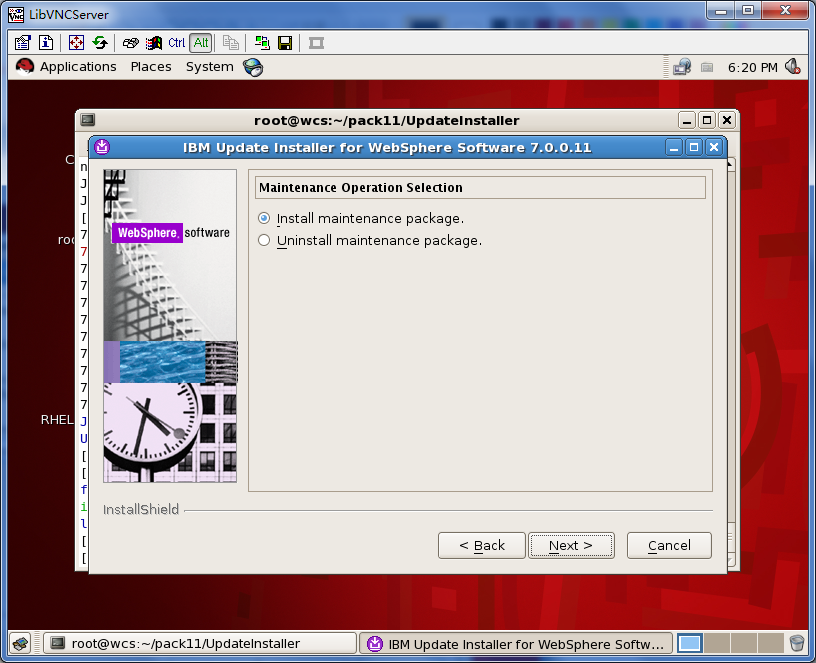 LibVNCServer
Ctrl Alt
Applications Places System 6:20 PM
root@wcs:~/pack11/UpdateInstaller
IBM Update Installer for WebSphere Software 7.0.0.11
Maintenance Operation Selection
Install maintenance package.
Uninstall maintenance package.
WebSphere. software
C
roo
RHEL
n
J
J
[
7
7
7
7
7
7
7
7
7
7
7
J
U
[
[
f
i
l
[
[
InstallShield
< Back Next > Cancel
root@wcs:~/pack11/UpdateInstaller
IBM Update Installer for WebSphere Softw...